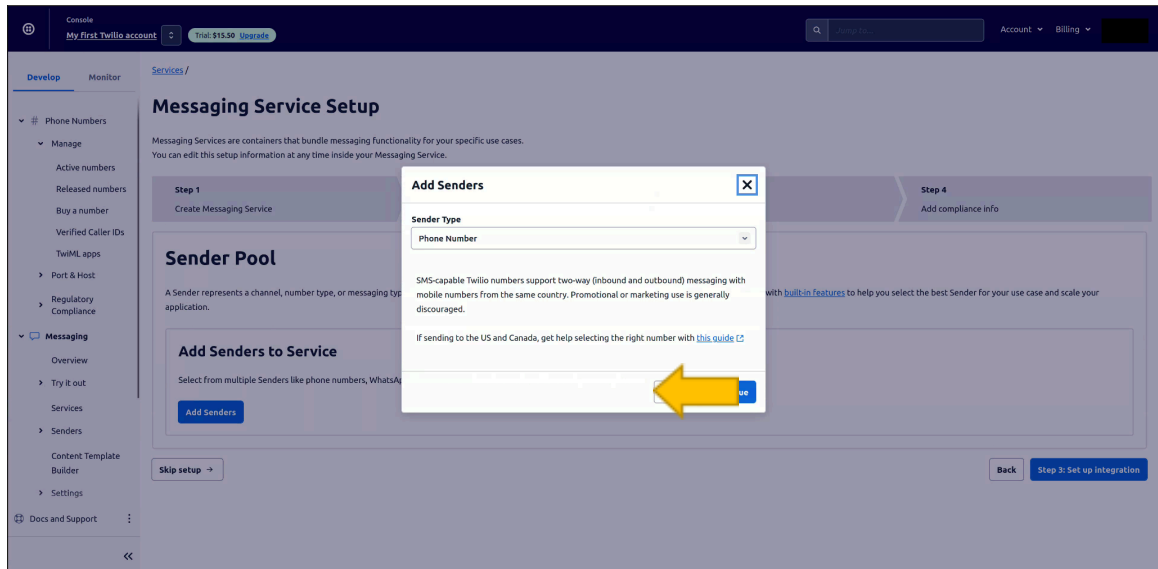 Console
My first Twilio account
Trial: $15.50 Upgrade
Jump to...
Account
Billing
Develop
Monitor
Services /
Messaging Service Setup
Phone Numbers
Manage
Messaging Services are containers that bundle messaging functionality for your specific use cases.
You can edit this setup information at any time inside your Messaging Service.
Active numbers
Released numbers
Buy a number
Verified Caller IDs
TwiML apps
Port & Host
Regulatory
Compliance
Messaging
Overview
Try it out
Services
Senders
Content Template
Builder
Settings
Docs and Support
Step 1
Create Messaging Service
Step 4
Add compliance info
Sender Pool
A Sender represents a channel, number type, or messaging typ
with built-in features to help you select the best Sender for your use case and scale your
application.
Add Senders to Service
Select from multiple Senders like phone numbers, WhatsAp
Add Senders
Skip setup →
Back
Step 3: Set up integration
Add Senders
Sender Type
Phone Number
SMS-capable Twilio numbers support two-way (inbound and outbound) messaging with
mobile numbers from the same country. Promotional or marketing use is generally
discouraged.
If sending to the US and Canada, get help selecting the right number with this guide
ue